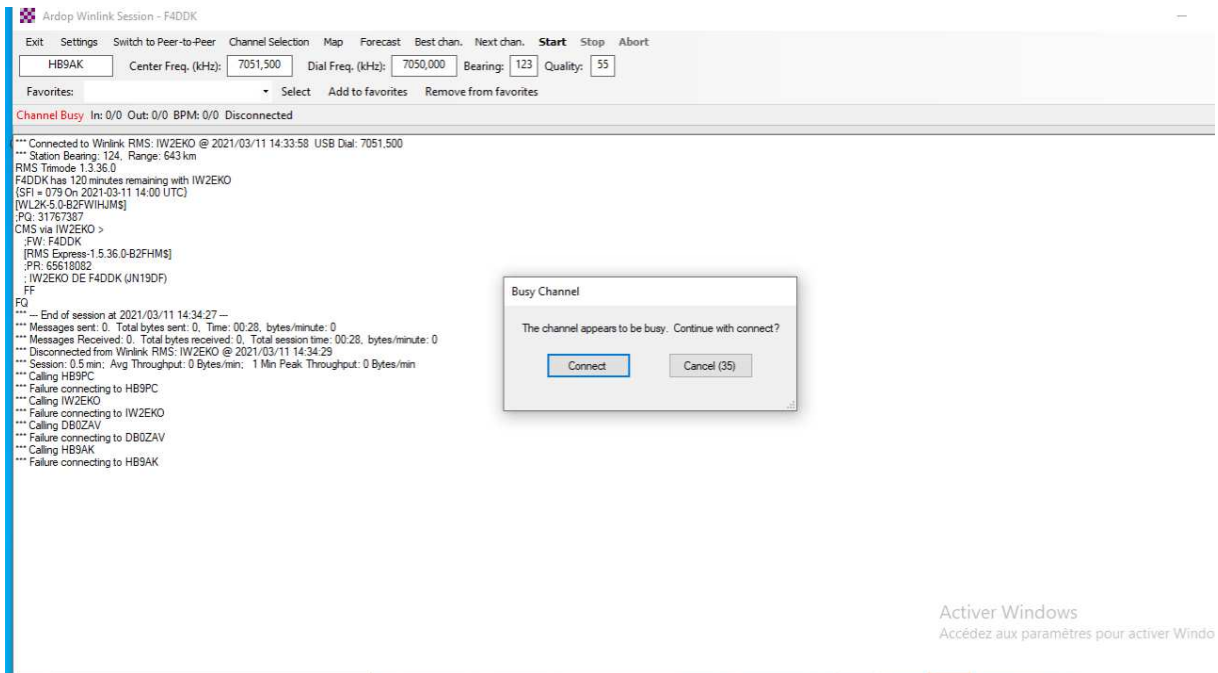 Ardop Winlink Session - F4DDK
Exit Settings Switch to Peer-to-Peer Channel Selection Map Forecast Best chan. Next chan. Start Stop Abort
HB9AK Center Freq. (kHz): 7051,500 Dial Freq. (kHz): 7050,000 Bearing: 123 Quality: 55
Favorites: Select Add to favorites Remove from favorites
Channel Busy In: 0/0 Out: 0/0 BPM: 0/0 Disconnected
*** Connected to Winlink RMS: IW2EKO @ 2021/03/11 14:33:58 USB Dial: 7051,500
*** Station Bearing: 124, Range: 643 km
RMS Trimode 1.3.36.0
F4DDK has 120 minutes remaining with IW2EKO
{SFI = 079 On 2021-03-11 14:00 UTC}
[WL2K-5.0-B2FWIHJM$]
;PQ: 31767387
CMS via IW2EKO >
;FW: F4DDK
[RMS Express-1.5.36.0-B2FHM$]
;PR: 65618082
; IW2EKO DE F4DDK (JN19DF)
FF
FQ
*** --- End of session at 2021/03/11 14:34:27 ---
*** Messages sent: 0. Total bytes sent: 0, Time: 00:28, bytes/minute: 0
*** Messages Received: 0. Total bytes received: 0, Total session time: 00:28, bytes/minute: 0
*** Disconnected from Winlink RMS: IW2EKO @ 2021/03/11 14:34:29
*** Session: 0.5 min; Avg Throughput: 0 Bytes/min; 1 Min Peak Throughput: 0 Bytes/min
*** Calling HB9PC
*** Failure connecting to HB9PC
*** Calling IW2EKO
*** Failure connecting to IW2EKO
*** Calling DB0ZAV
*** Failure connecting to DB0ZAV
*** Calling HB9AK
*** Failure connecting to HB9AK
Busy Channel
The channel appears to be busy. Continue with connect?
Connect Cancel (35)
Activer Windows
Accédez aux paramètres pour activer Windo